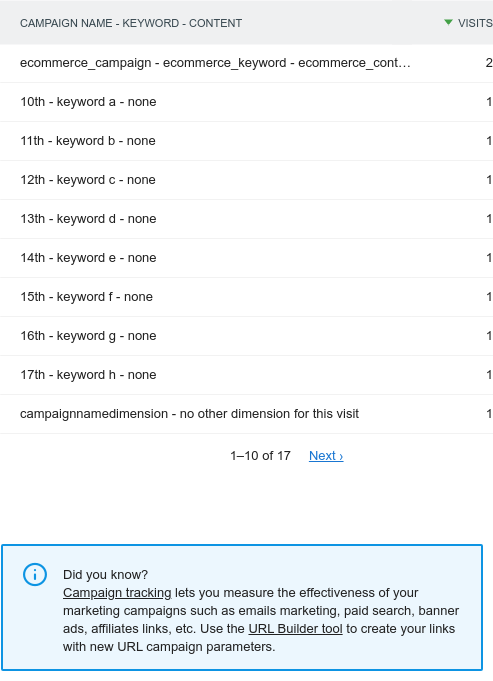 CAMPAIGN NAME - KEYWORD - CONTENT VISITS
ecommerce_campaign - ecommerce_keyword - ecommerce_cont… 2
10th - keyword a - none 1
11th - keyword b - none 1
12th - keyword c - none 1
13th - keyword d - none 1
14th - keyword e - none 1
15th - keyword f - none 1
16th - keyword g - none 1
17th - keyword h - none 1
campaignnamedimension - no other dimension for this visit 1
1–10 of 17 Next ›
Did you know?
Campaign tracking lets you measure the effectiveness of your
marketing campaigns such as emails marketing, paid search, banner
ads, affiliates links, etc. Use the URL Builder tool to create your links
with new URL campaign parameters.